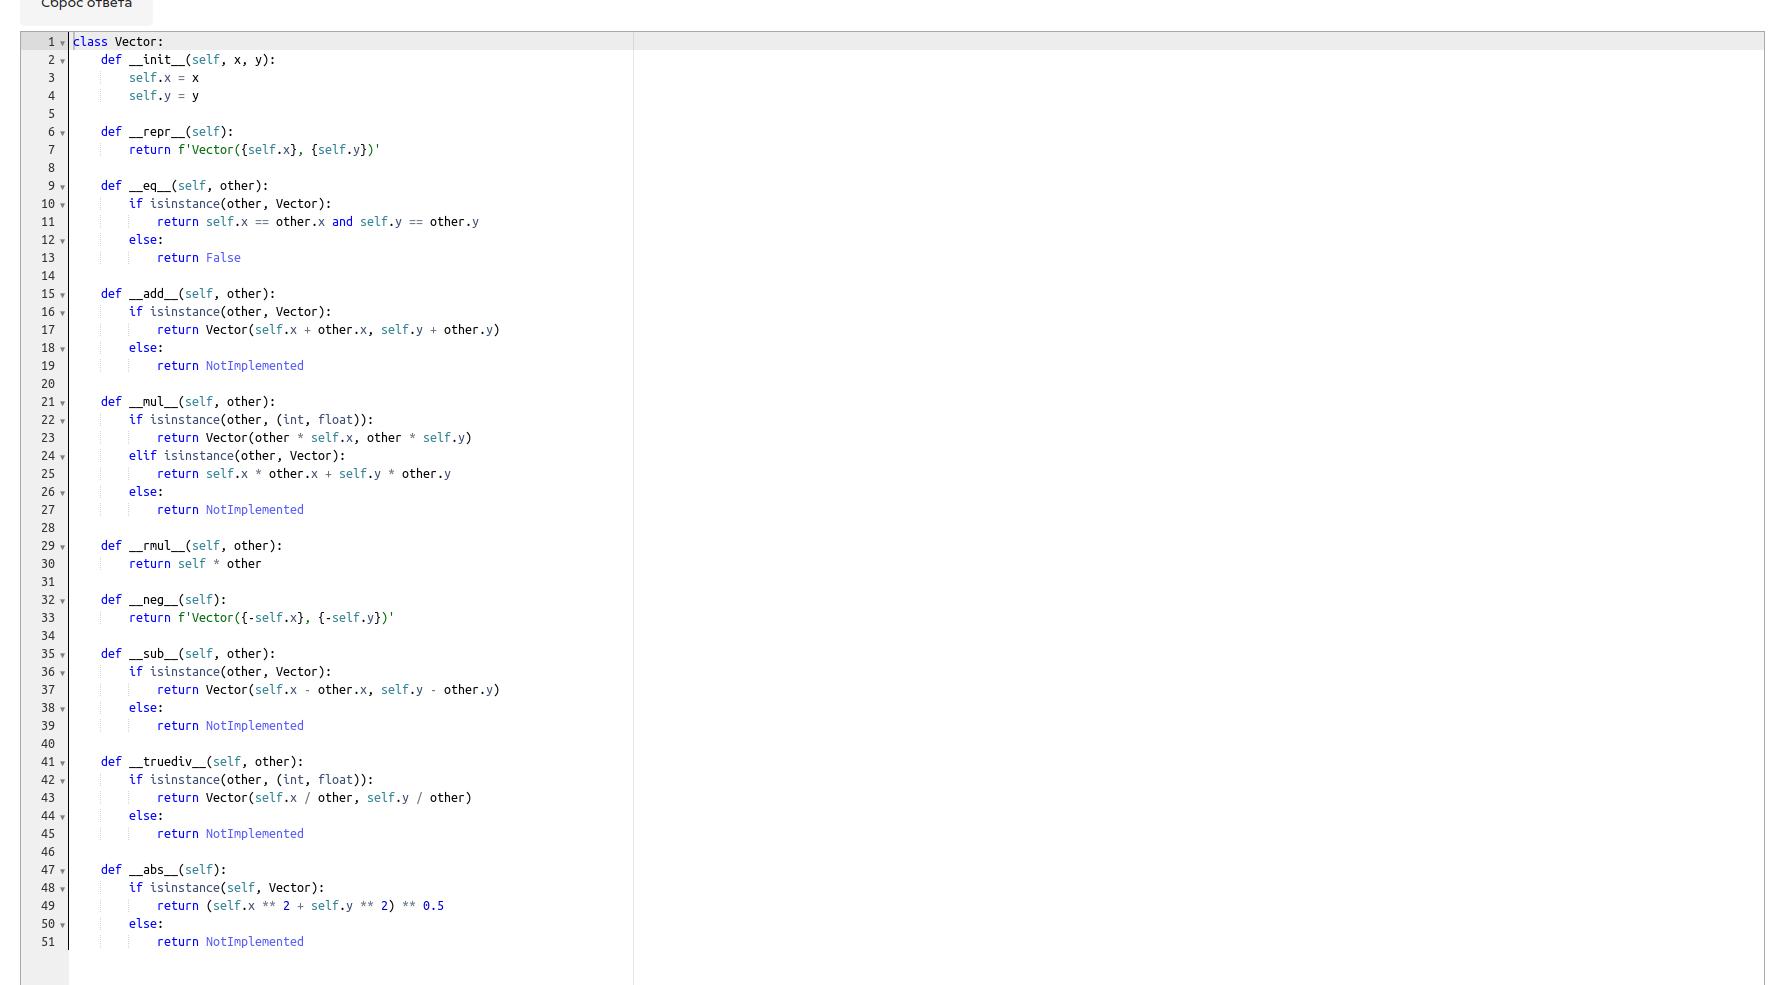 Сброс ответа
1 class Vector:
2     def __init__(self, x, y):
3         self.x = x
4         self.y = y
5
6     def __repr__(self):
7         return f'Vector({self.x}, {self.y})'
8
9     def __eq__(self, other):
10         if isinstance(other, Vector):
11             return self.x == other.x and self.y == other.y
12         else:
13             return False
14
15     def __add__(self, other):
16         if isinstance(other, Vector):
17             return Vector(self.x + other.x, self.y + other.y)
18         else:
19             return NotImplemented
20
21     def __mul__(self, other):
22         if isinstance(other, (int, float)):
23             return Vector(other * self.x, other * self.y)
24         elif isinstance(other, Vector):
25             return self.x * other.x + self.y * other.y
26         else:
27             return NotImplemented
28
29     def __rmul__(self, other):
30         return self * other
31
32     def __neg__(self):
33         return f'Vector({-self.x}, {-self.y})'
34
35     def __sub__(self, other):
36         if isinstance(other, Vector):
37             return Vector(self.x - other.x, self.y - other.y)
38         else:
39             return NotImplemented
40
41     def __truediv__(self, other):
42         if isinstance(other, (int, float)):
43             return Vector(self.x / other, self.y / other)
44         else:
45             return NotImplemented
46
47     def __abs__(self):
48         if isinstance(self, Vector):
49             return (self.x ** 2 + self.y ** 2) ** 0.5
50         else:
51             return NotImplemented